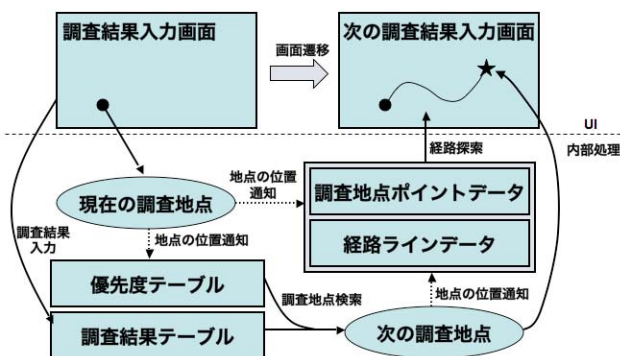 調査結果入力画面
画面遷移
次の調査結果入力画面
UI
内部処理
経路探索
地点の位置
通知
現在の調査地点
調査地点ポイントデータ
経路ラインデータ
調査結果
入力
地点の位置通知
優先度テーブル
調査結果テーブル
調査地点検索
地点の位置通知
次の調査地点